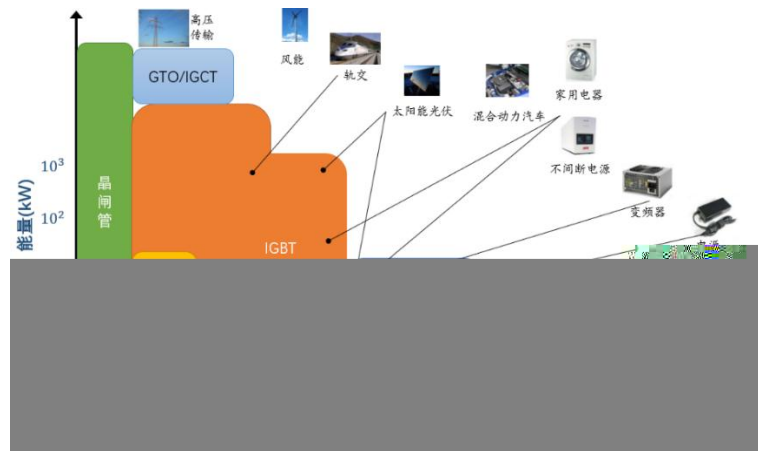 高压
传输
GTO/IGCT
风能
轨交
太阳能光伏
混合动力汽车
家用电器
不间断电源
变频器
能量(kW)
10³
10²
晶闸管
IGBT